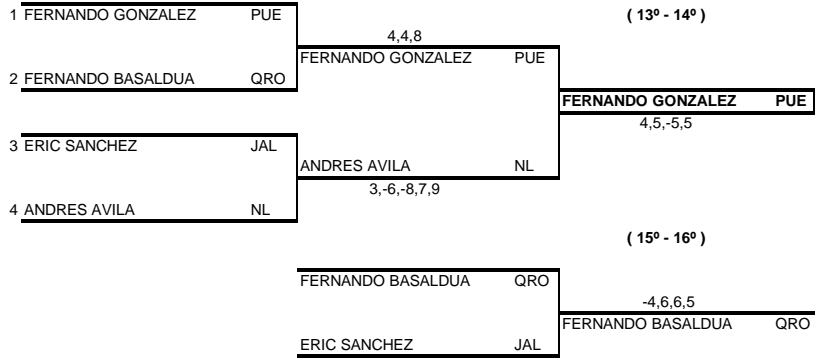 1 FERNANDO GONZALEZ PUE
( 13º - 14º )
4,4,8
FERNANDO GONZALEZ PUE
2 FERNANDO BASALDUA QRO
FERNANDO GONZALEZ PUE
4,5,-5,5
3 ERIC SANCHEZ JAL
ANDRES AVILA NL
3,-6,-8,7,9
4 ANDRES AVILA NL
( 15º - 16º )
FERNANDO BASALDUA QRO
-4,6,6,5
FERNANDO BASALDUA QRO
ERIC SANCHEZ JAL